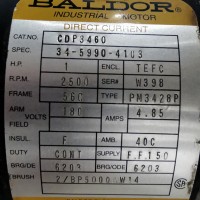 BALDOR
INDUSTRIAL MOTOR
DIRECT CURRENT
CAT.NO. CDP3460
SPEC. 34-5990-4103
H.P. 1 ENCL. TEFC
R.P.M. 2500 SER# W398
FRAME 56C TYPE PM3428P
ARM VOLTS 180 AMPS 4.85
FIELD VOLTS AMPS
INSUL. F AMB. 40C
DUTY CONT SUPPLY F.F.150
BRG/DE 6203 BRG/ODE 6203
BRUSH 2/BP5000 W14